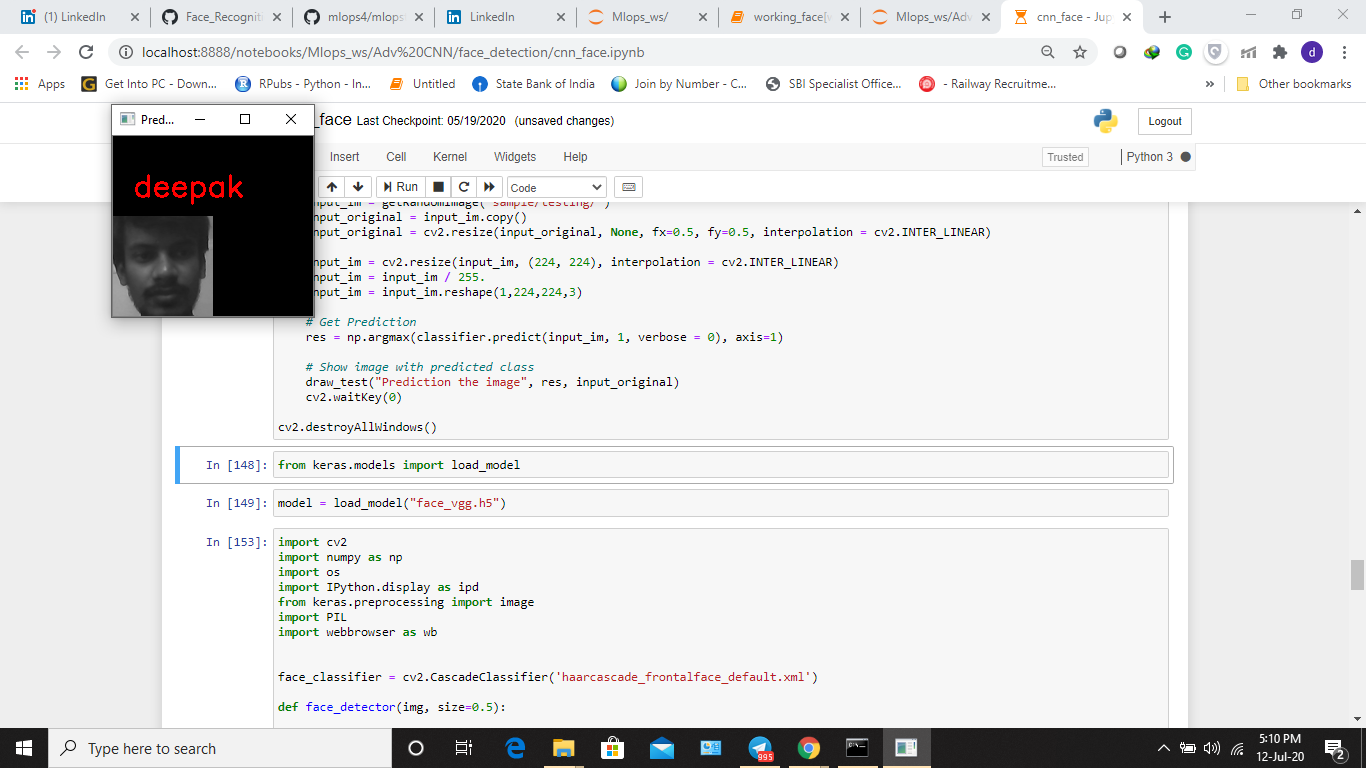 (1) LinkedIn
Face_Recogniti
mlops4/mlops
LinkedIn
Mlops_ws/
working_face[w
Mlops_ws/Adv
cnn_face - Jup
localhost:8888/notebooks/Mlops_ws/Adv%20CNN/face_detection/cnn_face.ipynb
d
Apps
Get Into PC - Down...
RPubs - Python - In...
Untitled
State Bank of India
Join by Number - C...
SBI Specialist Office...
- Railway Recruitme...
»
Other bookmarks
Pred...
_face Last Checkpoint: 05/19/2020 (unsaved changes)
Logout
Insert Cell Kernel Widgets Help
Trusted
Python 3
Run
Code
deepak
nput_im = getRandomImage("sample/testing/")
nput_original = input_im.copy()
nput_original = cv2.resize(input_original, None, fx=0.5, fy=0.5, interpolation = cv2.INTER_LINEAR)
nput_im = cv2.resize(input_im, (224, 224), interpolation = cv2.INTER_LINEAR)
nput_im = input_im / 255.
nput_im = input_im.reshape(1,224,224,3)
# Get Prediction
res = np.argmax(classifier.predict(input_im, 1, verbose = 0), axis=1)
# Show image with predicted class
draw_test("Prediction the image", res, input_original)
cv2.waitKey(0)
cv2.destroyAllWindows()
In [148]: from keras.models import load_model
In [149]: model = load_model("face_vgg.h5")
In [153]: import cv2
import numpy as np
import os
import IPython.display as ipd
from keras.preprocessing import image
import PIL
import webbrowser as wb
face_classifier = cv2.CascadeClassifier('haarcascade_frontalface_default.xml')
def face_detector(img, size=0.5):
Type here to search
995
5:10 PM
12-Jul-20
2